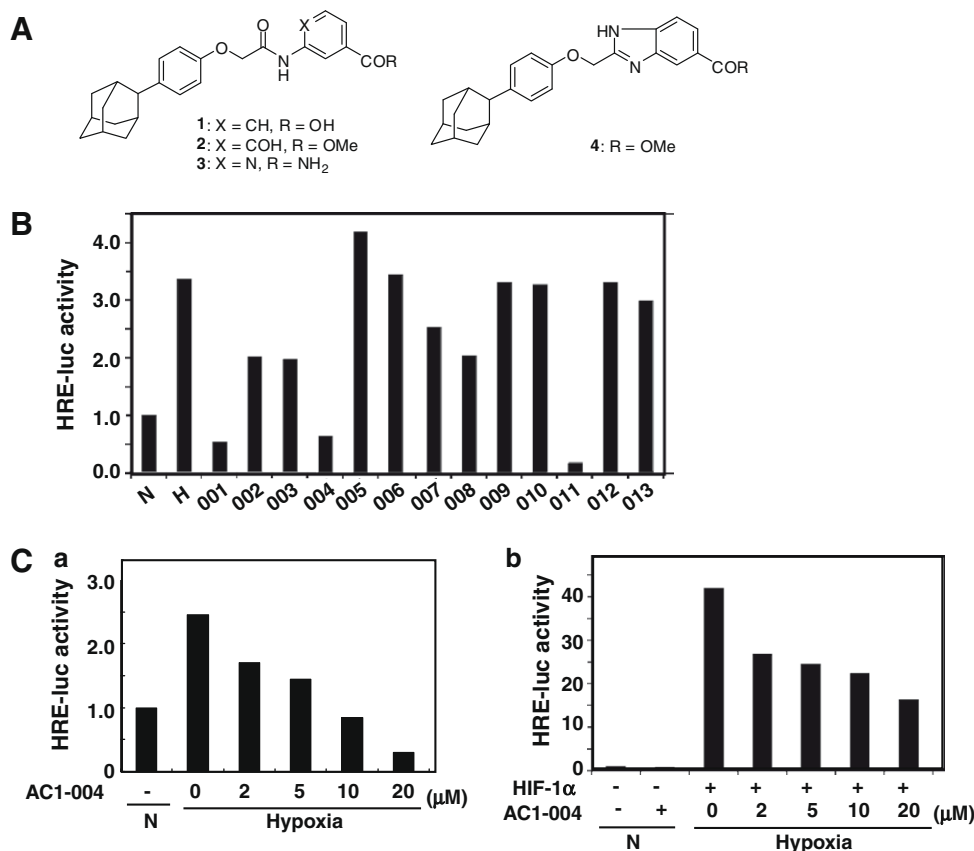 A
O
O
N
H
X
COR
1: X = CH, R = OH
2: X = COH, R = OMe
3: X = N, R = NH2
HN
O
N
COR
4: R = OMe
B
HRE-luc activity
4.0
3.0
2.0
1.0
0.0
N H 001 002 003 004 005 006 007 008 009 010 011 012 013
C a
HRE-luc activity
3.0
2.0
1.0
0
AC1-004 - 0 2 5 10 20 (μM)
N Hypoxia
b
HRE-luc activity
40
30
20
10
0
HIF-1α - - + + + + +
AC1-004 - + 0 2 5 10 20 (μM)
N Hypoxia